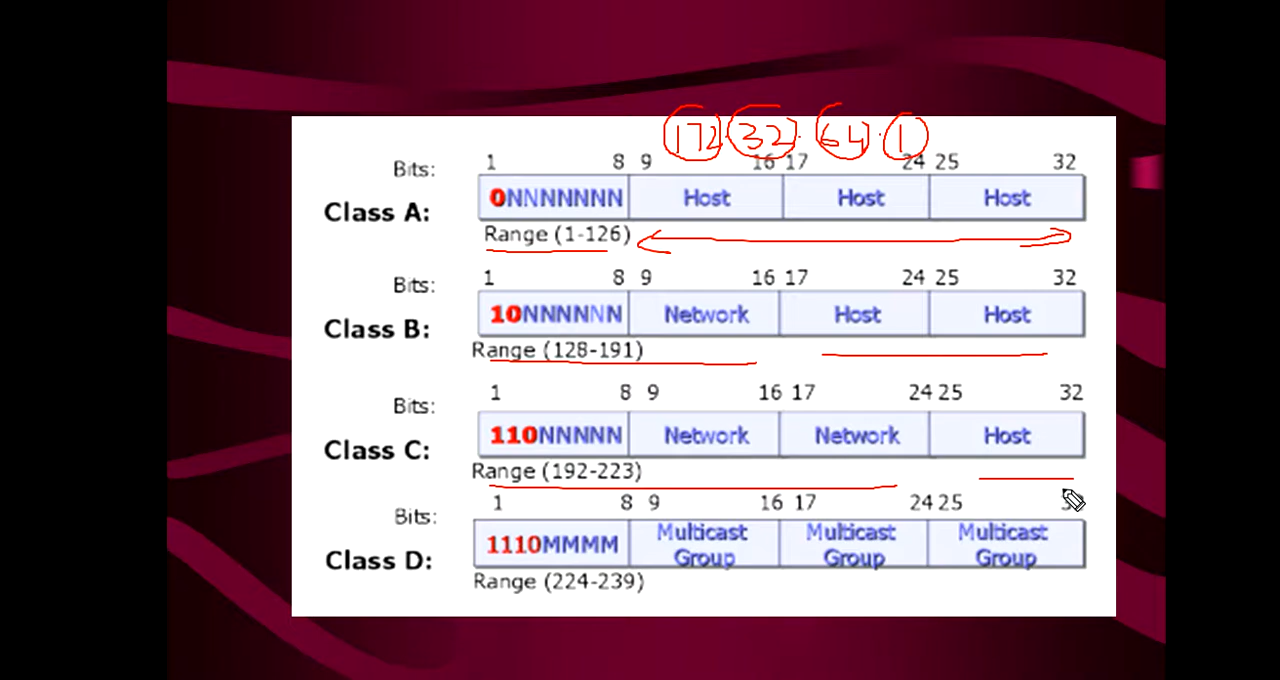 172.32.64.1
Bits: 1 8 9 16 17 24 25 32
Class A: 0NNNNNNN Host Host Host
Range (1-126)
Bits: 1 8 9 16 17 24 25 32
Class B: 10NNNNNN Network Host Host
Range (128-191)
Bits: 1 8 9 16 17 24 25 32
Class C: 110NNNNN Network Network Host
Range (192-223)
Bits: 1 8 9 16 17 24 25
Class D: 1110MMMM Multicast Group Multicast Group Multicast Group
Range (224-239)